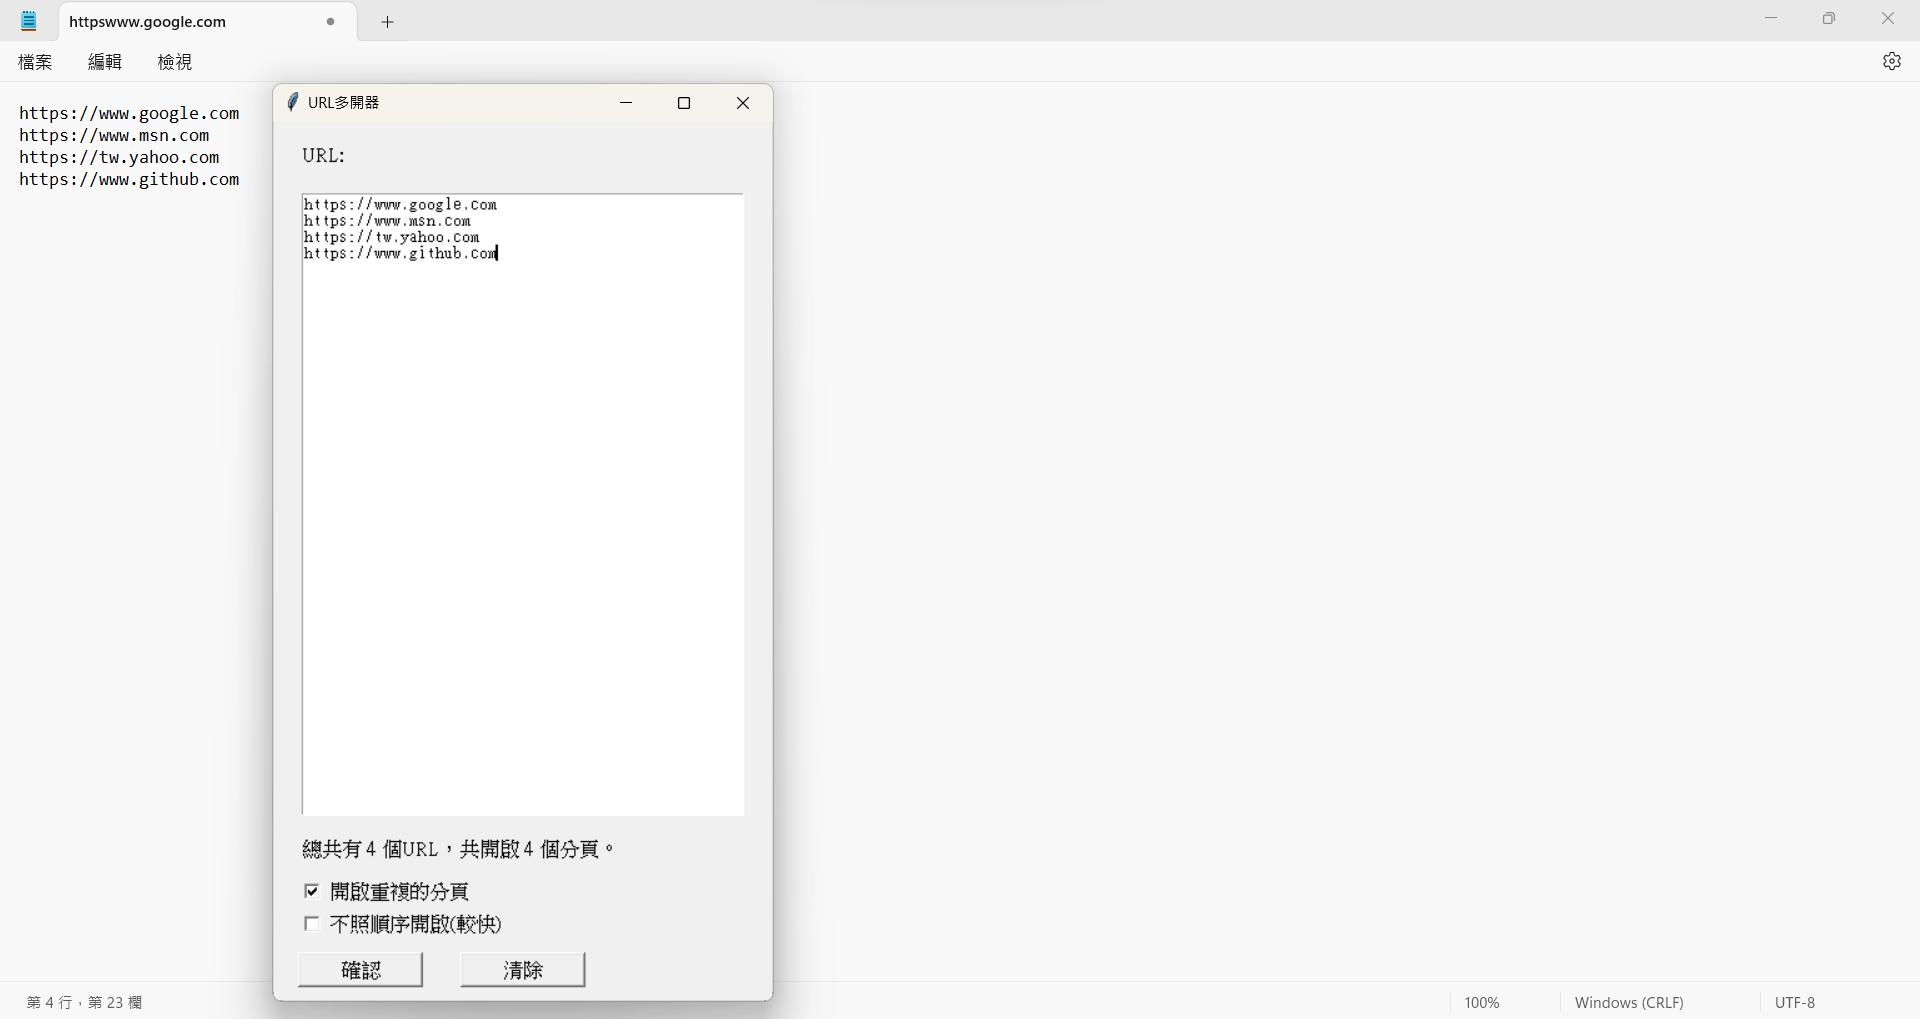 httpswww.google.com
檔案 編輯 檢視
https://www.google.com
https://www.msn.com
https://tw.yahoo.com
https://www.github.com
URL多開器
URL:
https://www.google.com
https://www.msn.com
https://tw.yahoo.com
https://www.github.com
總共有 4 個URL，共開啟 4 個分頁。
開啟重複的分頁
不照順序開啟(較快)
確認 清除
第 4 行，第 23 欄 100% Windows (CRLF) UTF-8